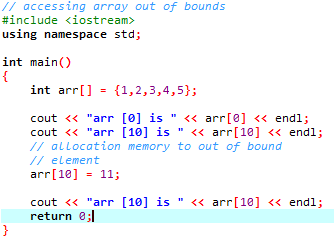 // accessing array out of bounds
#include <iostream>
using namespace std;
int main()
{
int arr[] = {1,2,3,4,5};
cout << "arr [0] is " << arr[0] << endl;
cout << "arr [10] is " << arr[10] << endl;
// allocation memory to out of bound
// element
arr[10] = 11;
cout << "arr [10] is " << arr[10] << endl;
return 0;
}